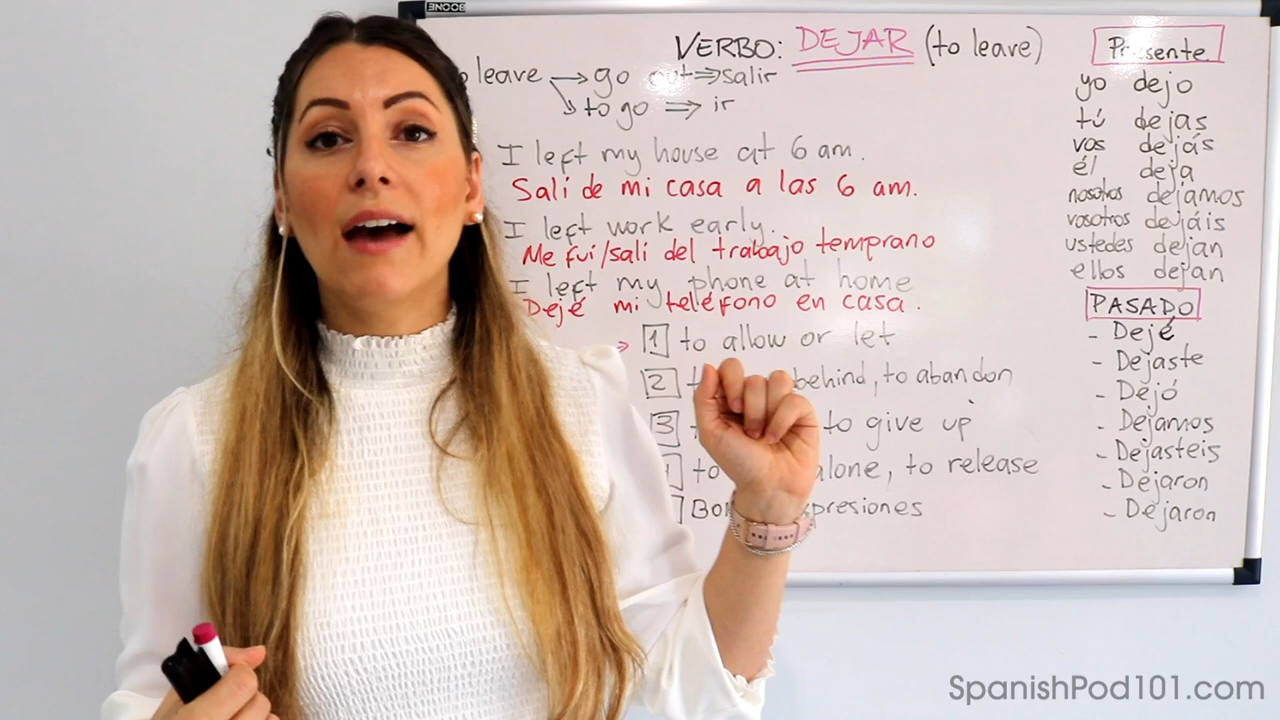 BOONE
VERBO: DEJAR (to leave)
leave → go out ⇒ salir
↘ to go ⇒ ir
I left my house at 6 am.
Salí de mi casa a las 6 am.
I left work early.
Me fui/salí del trabajo temprano
I left my phone at home
Dejé mi teléfono en casa.
→ 1 to allow or let
2 behind, to abandon
3 to give up
to alone, to release
Presente
yo dejo
tú dejas
vos dejás
él deja
nosotros dejamos
vosotros dejáis
ustedes dejan
ellos dejan
PASADO
- Dejé
- Dejaste
- Dejó
- Dejamos
- Dejasteis
- Dejaron
- Dejaron
SpanishPod101.com